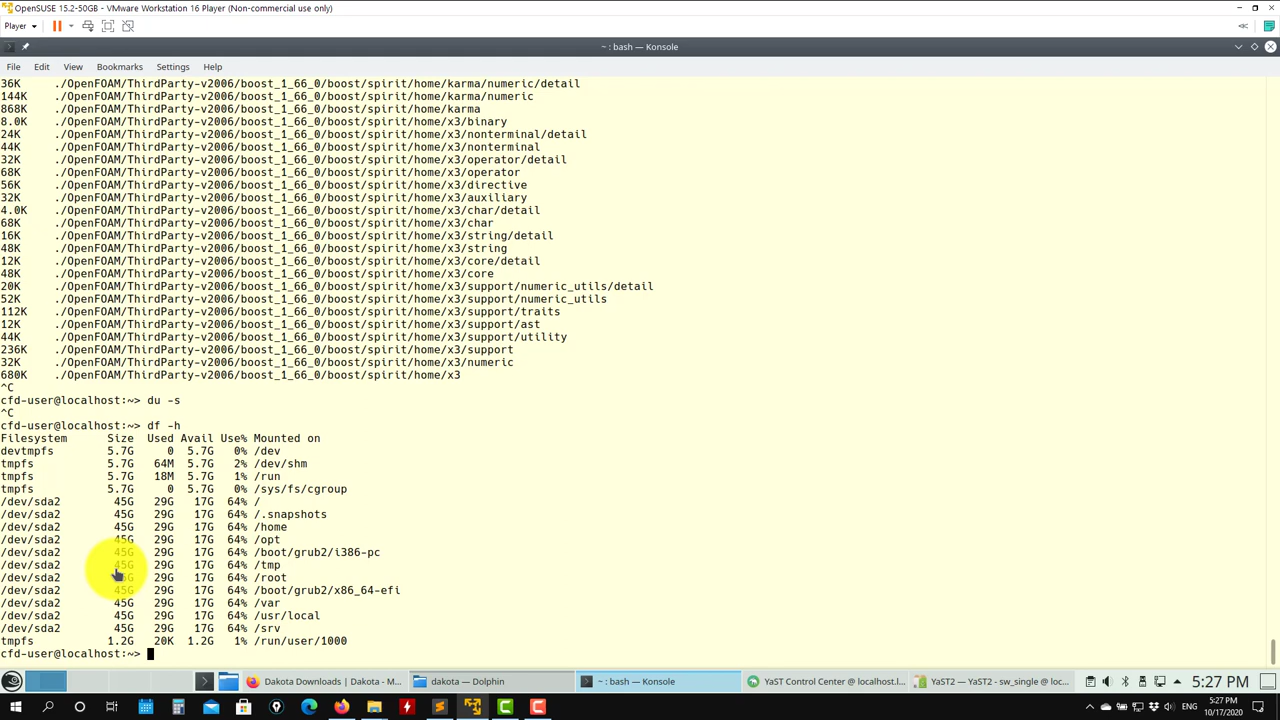 OpenSUSE 15.2-50GB - VMware Workstation 16 Player (Non-commercial use only)
Player
~ : bash — Konsole
File Edit View Bookmarks Settings Help
36K ./OpenFOAM/ThirdParty-v2006/boost_1_66_0/boost/spirit/home/karma/numeric/detail
144K ./OpenFOAM/ThirdParty-v2006/boost_1_66_0/boost/spirit/home/karma/numeric
868K ./OpenFOAM/ThirdParty-v2006/boost_1_66_0/boost/spirit/home/karma
8.0K ./OpenFOAM/ThirdParty-v2006/boost_1_66_0/boost/spirit/home/x3/binary
24K ./OpenFOAM/ThirdParty-v2006/boost_1_66_0/boost/spirit/home/x3/nonterminal/detail
44K ./OpenFOAM/ThirdParty-v2006/boost_1_66_0/boost/spirit/home/x3/nonterminal
32K ./OpenFOAM/ThirdParty-v2006/boost_1_66_0/boost/spirit/home/x3/operator/detail
68K ./OpenFOAM/ThirdParty-v2006/boost_1_66_0/boost/spirit/home/x3/operator
56K ./OpenFOAM/ThirdParty-v2006/boost_1_66_0/boost/spirit/home/x3/directive
32K ./OpenFOAM/ThirdParty-v2006/boost_1_66_0/boost/spirit/home/x3/auxiliary
4.0K ./OpenFOAM/ThirdParty-v2006/boost_1_66_0/boost/spirit/home/x3/char/detail
68K ./OpenFOAM/ThirdParty-v2006/boost_1_66_0/boost/spirit/home/x3/char
16K ./OpenFOAM/ThirdParty-v2006/boost_1_66_0/boost/spirit/home/x3/string/detail
48K ./OpenFOAM/ThirdParty-v2006/boost_1_66_0/boost/spirit/home/x3/string
12K ./OpenFOAM/ThirdParty-v2006/boost_1_66_0/boost/spirit/home/x3/core/detail
48K ./OpenFOAM/ThirdParty-v2006/boost_1_66_0/boost/spirit/home/x3/core
20K ./OpenFOAM/ThirdParty-v2006/boost_1_66_0/boost/spirit/home/x3/support/numeric_utils/detail
52K ./OpenFOAM/ThirdParty-v2006/boost_1_66_0/boost/spirit/home/x3/support/numeric_utils
112K ./OpenFOAM/ThirdParty-v2006/boost_1_66_0/boost/spirit/home/x3/support/traits
12K ./OpenFOAM/ThirdParty-v2006/boost_1_66_0/boost/spirit/home/x3/support/ast
44K ./OpenFOAM/ThirdParty-v2006/boost_1_66_0/boost/spirit/home/x3/support/utility
236K ./OpenFOAM/ThirdParty-v2006/boost_1_66_0/boost/spirit/home/x3/support
32K ./OpenFOAM/ThirdParty-v2006/boost_1_66_0/boost/spirit/home/x3/numeric
680K ./OpenFOAM/ThirdParty-v2006/boost_1_66_0/boost/spirit/home/x3
^C
cfd-user@localhost:~> du -s
^C
cfd-user@localhost:~> df -h
Filesystem Size Used Avail Use% Mounted on
devtmpfs 5.7G 0 5.7G 0% /dev
tmpfs 5.7G 64M 5.7G 2% /dev/shm
tmpfs 5.7G 18M 5.7G 1% /run
tmpfs 5.7G 0 5.7G 0% /sys/fs/cgroup
/dev/sda2 45G 29G 17G 64% /
/dev/sda2 45G 29G 17G 64% /.snapshots
/dev/sda2 45G 29G 17G 64% /home
/dev/sda2 45G 29G 17G 64% /opt
/dev/sda2 45G 29G 17G 64% /boot/grub2/i386-pc
/dev/sda2 45G 29G 17G 64% /tmp
/dev/sda2 45G 29G 17G 64% /root
/dev/sda2 45G 29G 17G 64% /boot/grub2/x86_64-efi
/dev/sda2 45G 29G 17G 64% /var
/dev/sda2 45G 29G 17G 64% /usr/local
/dev/sda2 45G 29G 17G 64% /srv
tmpfs 1.2G 20K 1.2G 1% /run/user/1000
cfd-user@localhost:~>
Dakota Downloads | Dakota - M... dakota — Dolphin ~ : bash — Konsole YaST Control Center @ localhost.l... YaST2 — YaST2 - sw_single @ loc... 5:27 PM
5:27 PM
10/17/2020